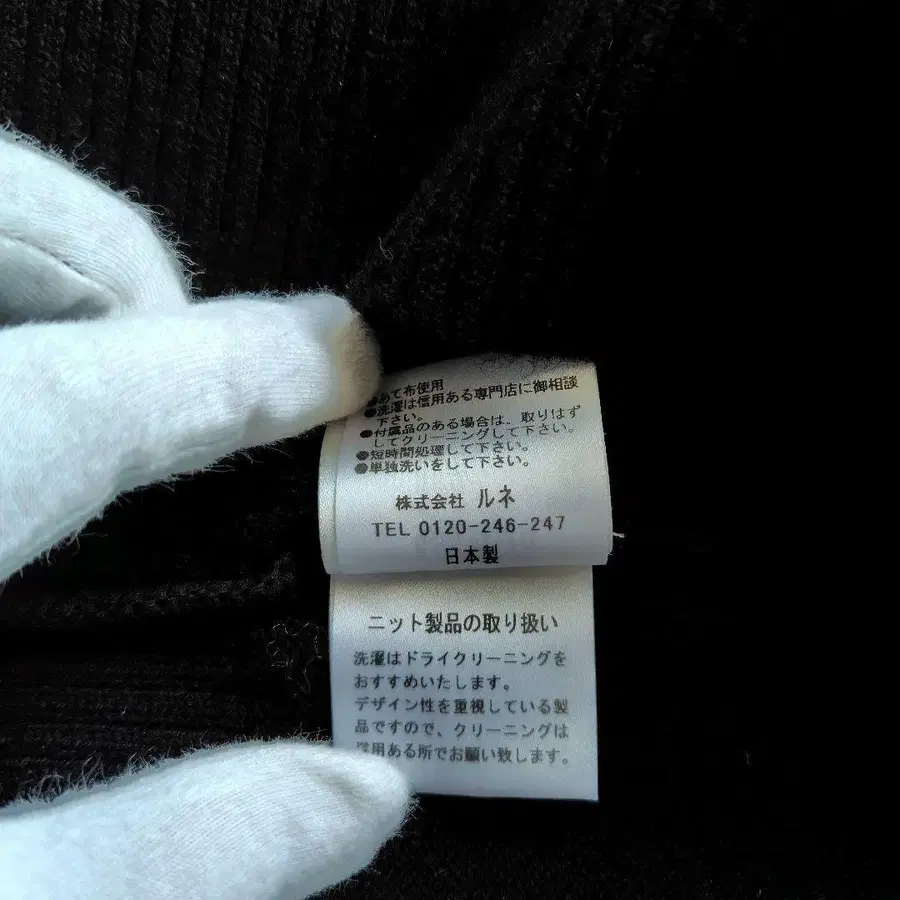 ●あて布使用
●洗濯は信用ある専門店に御相談
下さい。
●付属品のある場合は、取りはず
してクリーニングして下さい。
●短時間処理して下さい。
●単独洗いをして下さい。
株式会社 ルネ
TEL 0120-246-247
日本製
ニット製品の取り扱い
洗濯はドライクリーニングを
おすすめいたします。
デザイン性を重視している製
品ですので、クリーニングは
信用ある所でお願い致します。